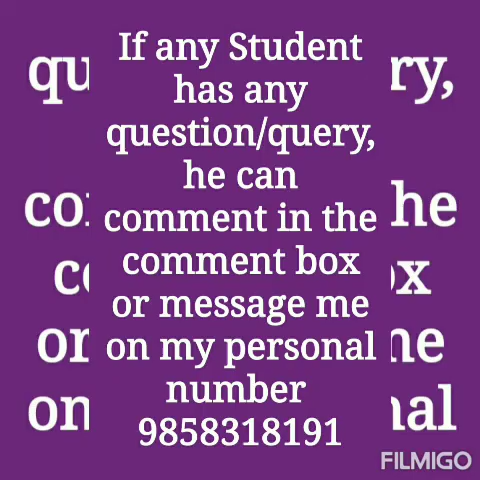 If any Student
has any
question/query,
he can
comment in the
comment box
or message me
on my personal
number
9858318191
FILMIGO